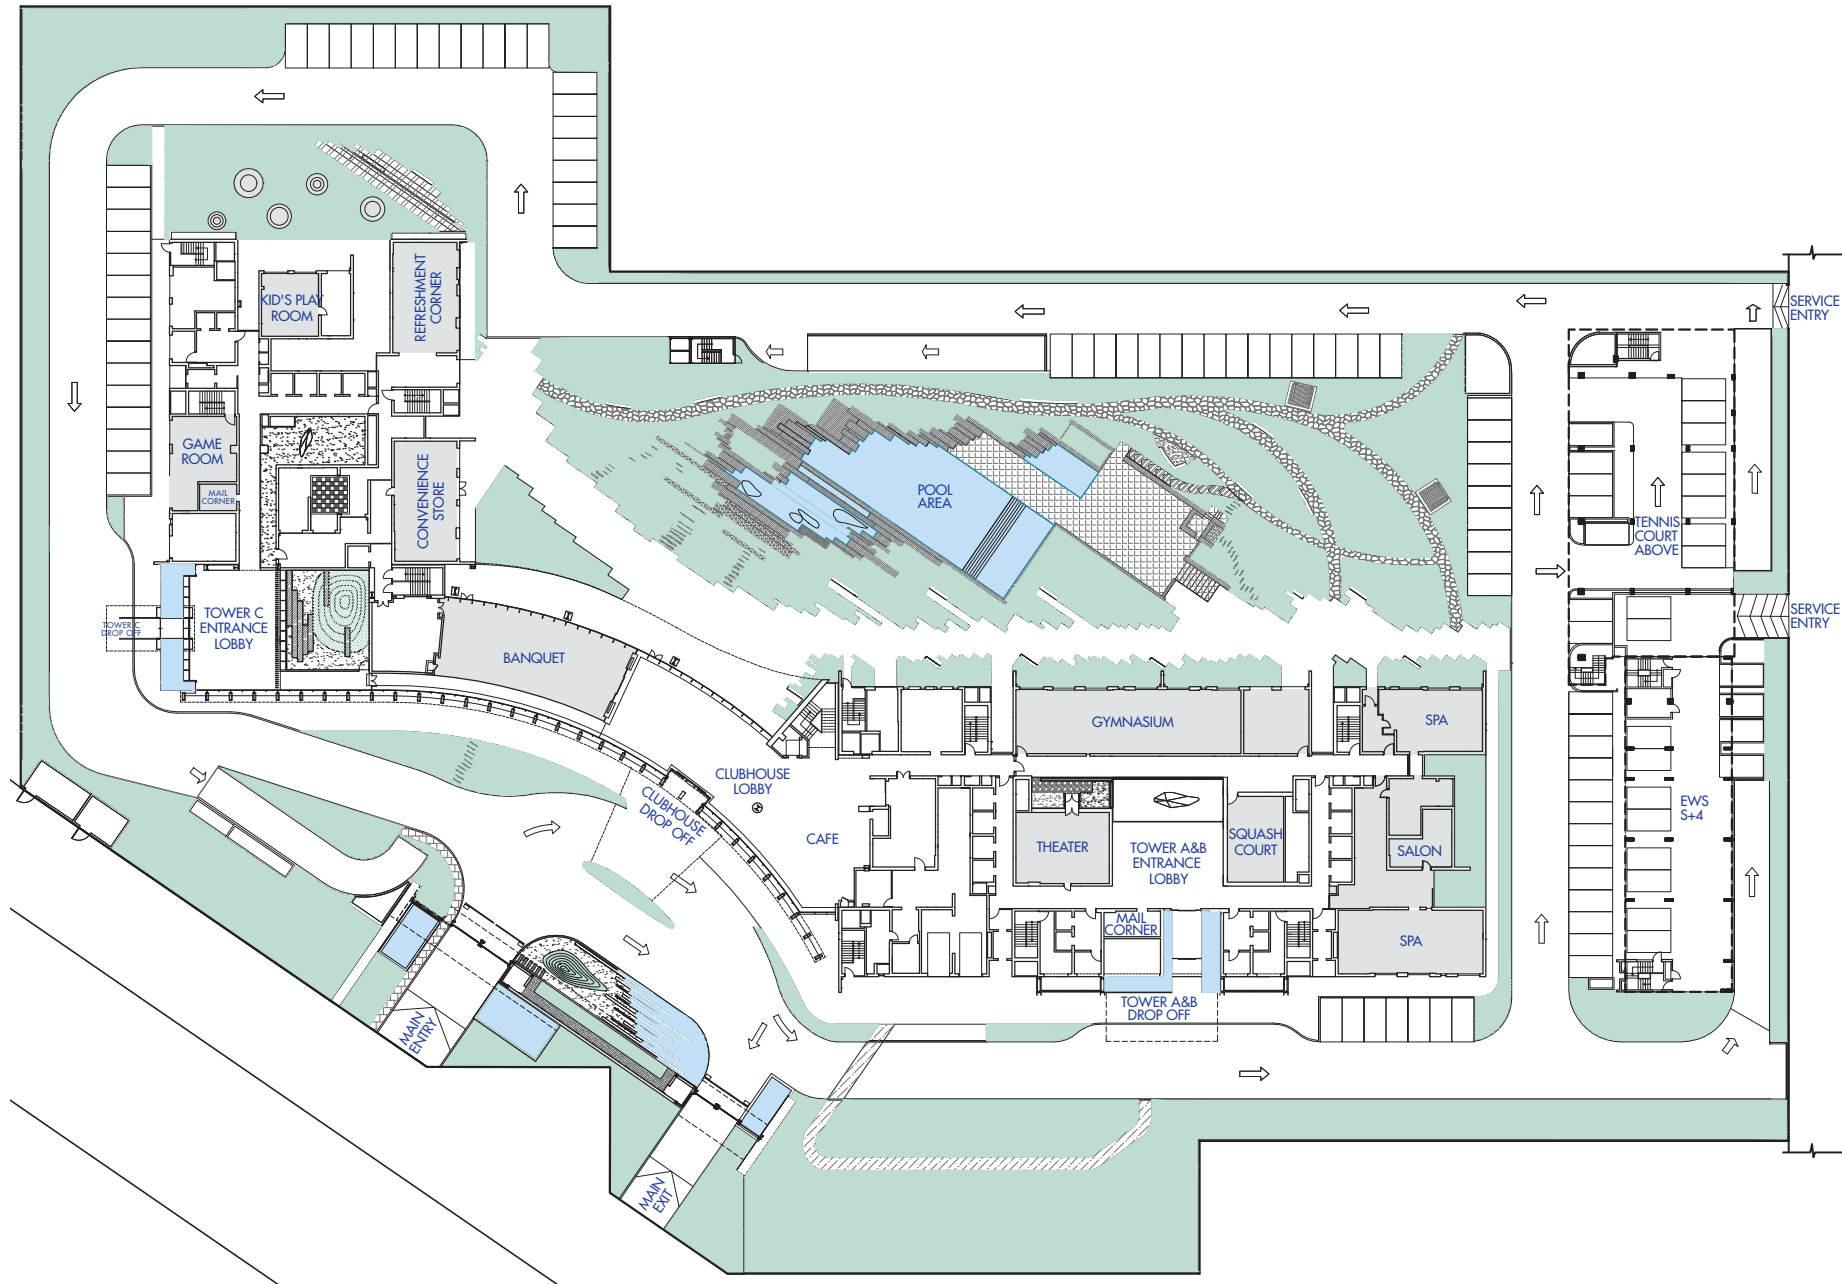 SERVICE
ENTRY
KID'S PLAY
ROOM
REFRESHMENT
CORNER
GAME
ROOM
MAIL
CORNER
CONVENIENCE
STORE
POOL
AREA
TENNIS
COURT
ABOVE
SERVICE
ENTRY
TOWER C
DROP OFF
TOWER C
ENTRANCE
LOBBY
BANQUET
GYMNASIUM
SPA
CLUBHOUSE
LOBBY
CLUBHOUSE
DROP OFF
CAFE
THEATER
TOWER A&B
ENTRANCE
LOBBY
SQUASH
COURT
SALON
EWS
S+4
MAIL
CORNER
SPA
TOWER A&B
DROP OFF
MAIN
ENTRY
MAIN
EXIT